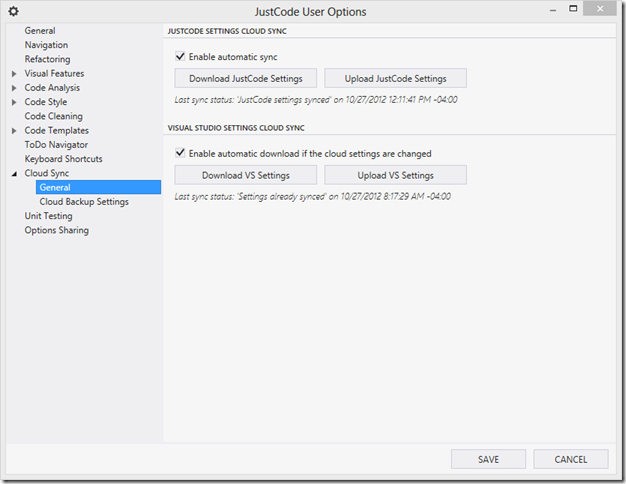 JustCode User Options
General
Navigation
Refactoring
Visual Features
Code Analysis
Code Style
Code Cleaning
Code Templates
ToDo Navigator
Keyboard Shortcuts
Cloud Sync
General
Cloud Backup Settings
Unit Testing
Options Sharing
JUSTCODE SETTINGS CLOUD SYNC
Enable automatic sync
Download JustCode Settings Upload JustCode Settings
Last sync status: 'JustCode settings synced' on 10/27/2012 12:11:41 PM -04:00
VISUAL STUDIO SETTINGS CLOUD SYNC
Enable automatic download if the cloud settings are changed
Download VS Settings Upload VS Settings
Last sync status: 'Settings already synced' on 10/27/2012 8:17:29 AM -04:00
SAVE CANCEL